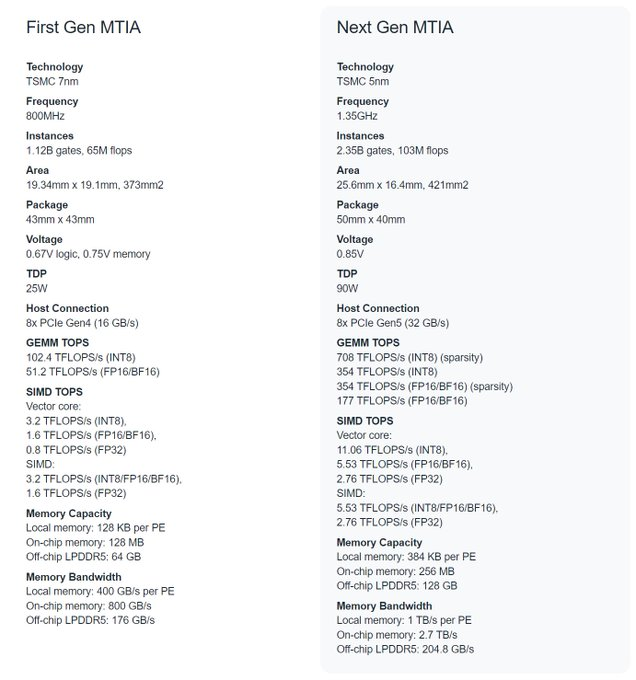 First Gen MTIA
Technology
TSMC 7nm
Frequency
800MHz
Instances
1.12B gates, 65M flops
Area
19.34mm x 19.1mm, 373mm2
Package
43mm x 43mm
Voltage
0.67V logic, 0.75V memory
TDP
25W
Host Connection
8x PCIe Gen4 (16 GB/s)
GEMM TOPS
102.4 TFLOPS/s (INT8)
51.2 TFLOPS/s (FP16/BF16)
SIMD TOPS
Vector core:
3.2 TFLOPS/s (INT8),
1.6 TFLOPS/s (FP16/BF16),
0.8 TFLOPS/s (FP32)
SIMD:
3.2 TFLOPS/s (INT8/FP16/BF16),
1.6 TFLOPS/s (FP32)
Memory Capacity
Local memory: 128 KB per PE
On-chip memory: 128 MB
Off-chip LPDDR5: 64 GB
Memory Bandwidth
Local memory: 400 GB/s per PE
On-chip memory: 800 GB/s
Off-chip LPDDR5: 176 GB/s
Next Gen MTIA
Technology
TSMC 5nm
Frequency
1.35GHz
Instances
2.35B gates, 103M flops
Area
25.6mm x 16.4mm, 421mm2
Package
50mm x 40mm
Voltage
0.85V
TDP
90W
Host Connection
8x PCIe Gen5 (32 GB/s)
GEMM TOPS
708 TFLOPS/s (INT8) (sparsity)
354 TFLOPS/s (INT8)
354 TFLOPS/s (FP16/BF16) (sparsity)
177 TFLOPS/s (FP16/BF16)
SIMD TOPS
Vector core:
11.06 TFLOPS/s (INT8),
5.53 TFLOPS/s (FP16/BF16),
2.76 TFLOPS/s (FP32)
SIMD:
5.53 TFLOPS/s (INT8/FP16/BF16),
2.76 TFLOPS/s (FP32)
Memory Capacity
Local memory: 384 KB per PE
On-chip memory: 256 MB
Off-chip LPDDR5: 128 GB
Memory Bandwidth
Local memory: 1 TB/s per PE
On-chip memory: 2.7 TB/s
Off-chip LPDDR5: 204.8 GB/s